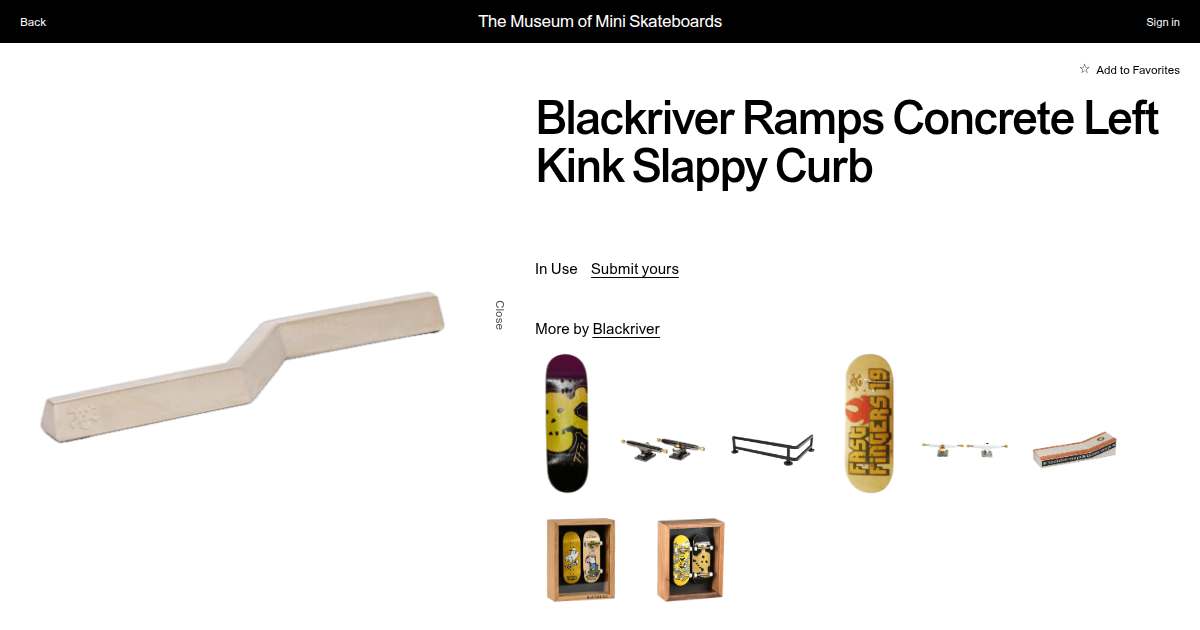 Back
The Museum of Mini Skateboards
Sign in
☆ Add to Favorites
Blackriver Ramps Concrete Left
Kink Slappy Curb
In Use Submit yours
Close
More by Blackriver
FAST
FINGERS 19